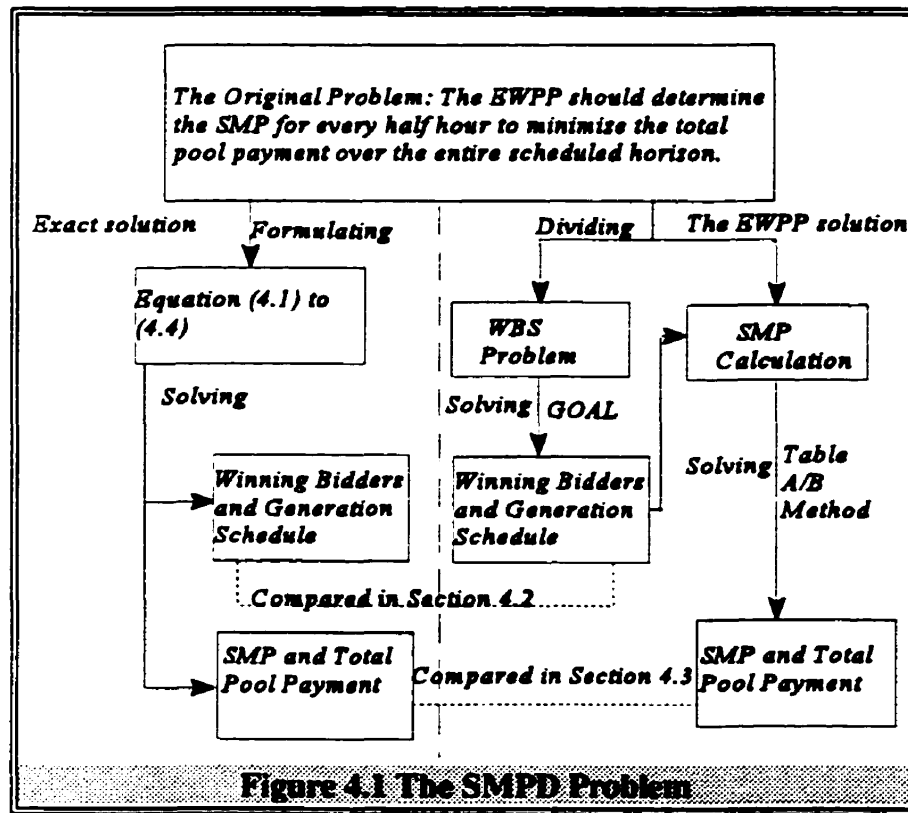 The Original Problem: The EWPP should determine
the SMP for every half hour to minimize the total
pool payment over the entire scheduled horison.
Exact solution
Formulating
Dividing
The EWPP solution
Equation (4.1) to
(4.4)
WBS
Problem
SMP
Calculation
Solving
Solving
GOAL
Solving
Table
A/B
Method
Winning Bidders
and Generation
Schedule
Winning Bidders
and Generation
Schedule
Compared in Section 4.2
SMP and Total
Pool Payment
Compared in Section 4.3
SMP and Total
Pool Payment
Figure 4.1 The SMPD Problem